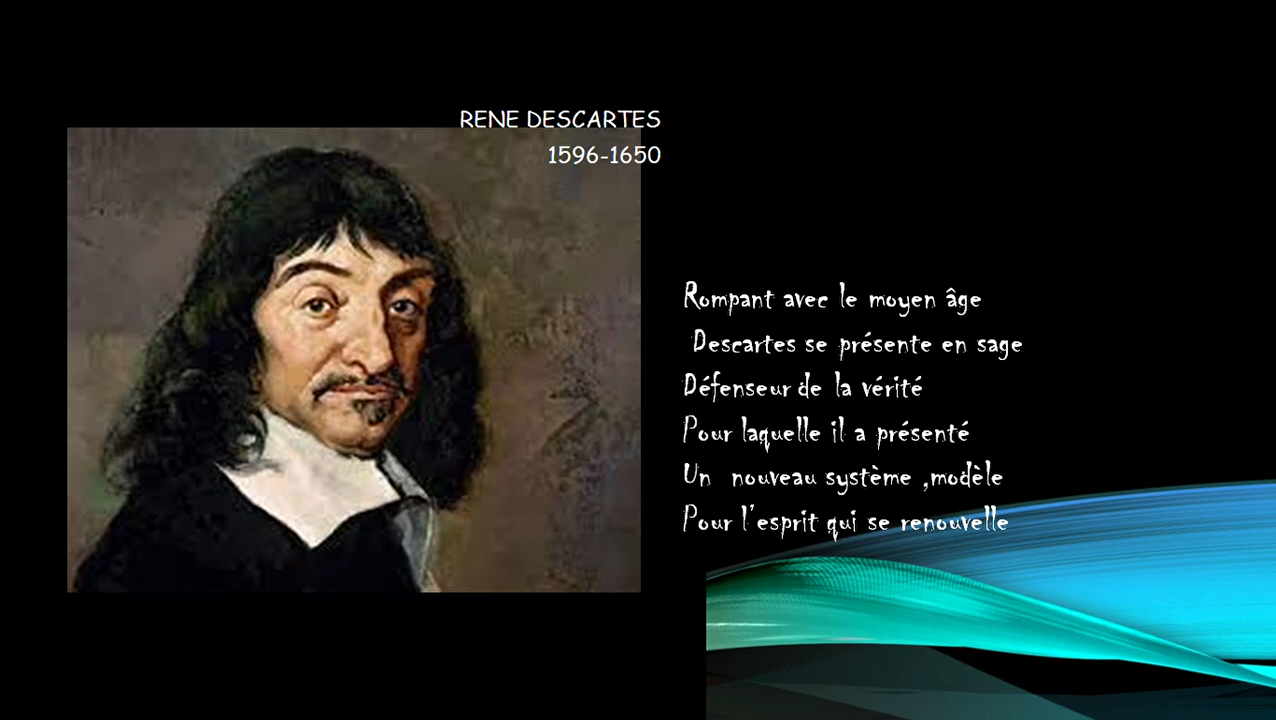 RENE DESCARTES
1596-1650
Rompant avec le moyen âge
Descartes se présente en sage
Défenseur de la vérité
Pour laquelle il a présenté
Un nouveau système ,modèle
Pour l'esprit qui se renouvelle